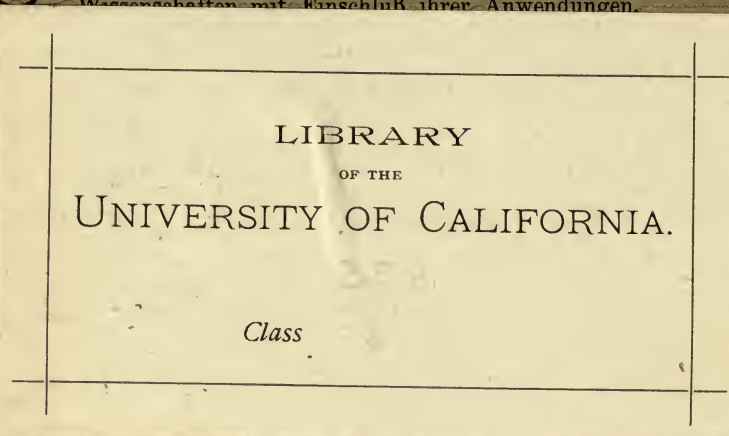 Wissenschaften mit Einschluß ihrer Anwendungen.
LIBRARY
OF THE
UNIVERSITY OF CALIFORNIA.
Class